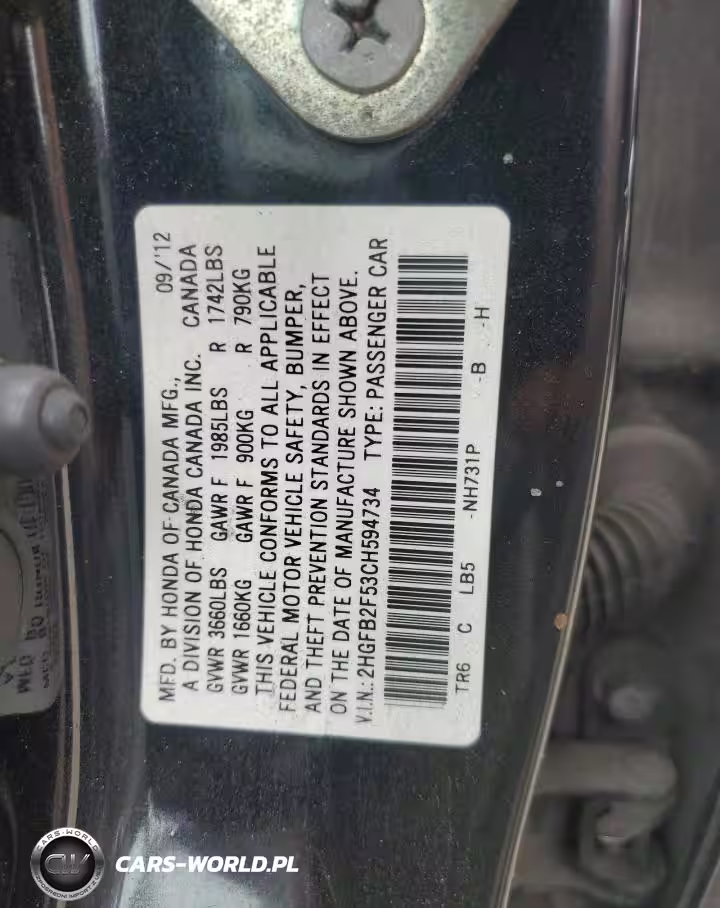 MFD. BY HONDA OF CANADA MFG., 09/'12
A DIVISION OF HONDA CANADA INC. CANADA
GVWR 3660LBS GAWR F 1985LBS R 1742LBS
GVWR 1660KG GAWR F 900KG R 790KG
THIS VEHICLE CONFORMS TO ALL APPLICABLE
FEDERAL MOTOR VEHICLE SAFETY, BUMPER,
AND THEFT PREVENTION STANDARDS IN EFFECT
ON THE DATE OF MANUFACTURE SHOWN ABOVE.
V.I.N.: 2HGFB2F53CH594734 TYPE: PASSENGER CAR
TR6 C LB5 -NH731P -B -H
CARS-WORLD
CW
CARS-WORLD.PL